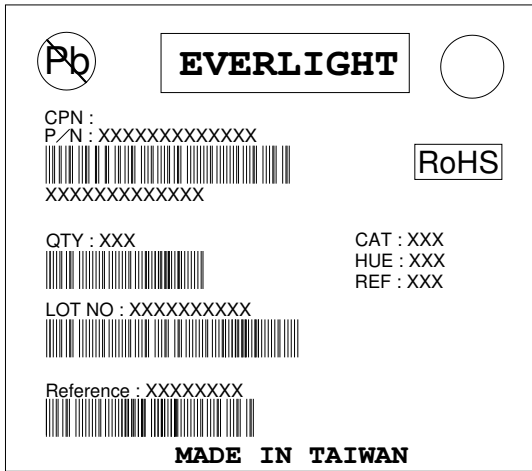 Pb
EVERLIGHT
CPN :
P/N : XXXXXXXXXXXXX
RoHS
XXXXXXXXXXXXX
QTY : XXX
CAT : XXX
HUE : XXX
REF : XXX
LOT NO : XXXXXXXXXX
Reference : XXXXXXXX
MADE IN TAIWAN